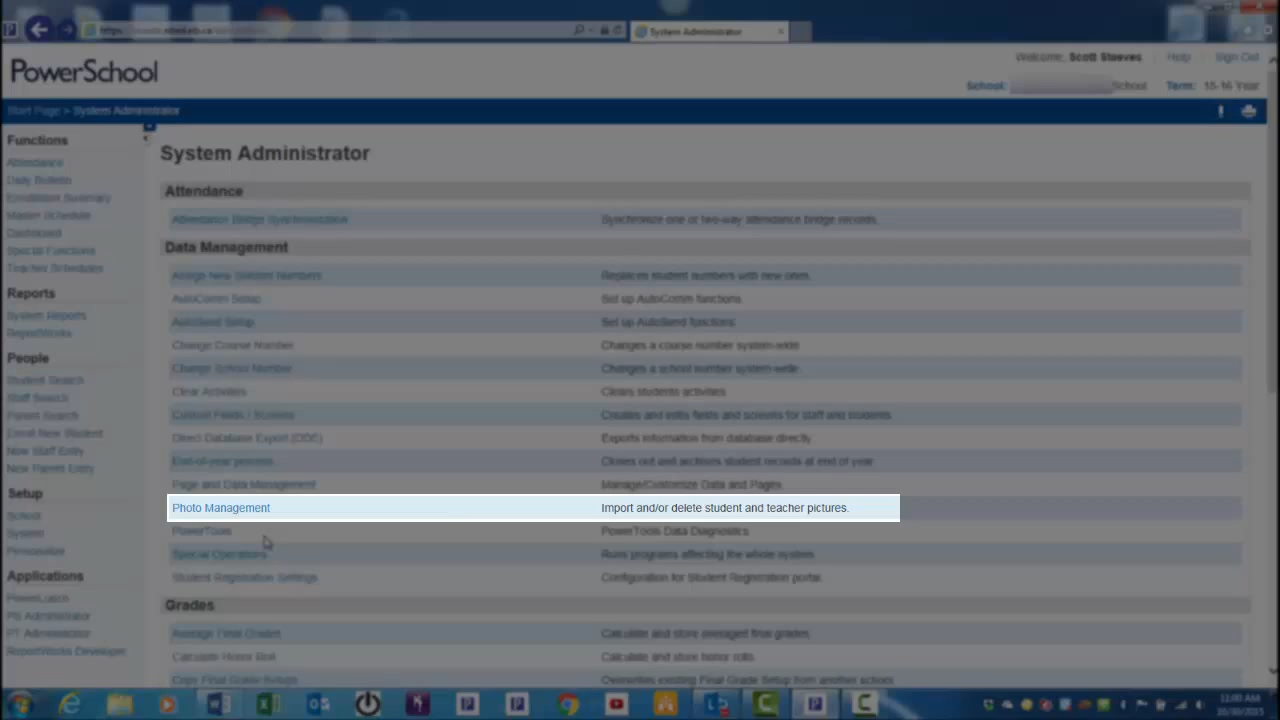 System Administrator
PowerSchool
Welcome, Scott Steeves Help Sign Out
School: School Term: 15-16 Year
Start Page > System Administrator
Functions
Attendance
Daily Bulletin
Enrollment Summary
Master Schedule
Dashboard
Special Functions
Teacher Schedules
Reports
System Reports
ReportWorks
People
Student Search
Staff Search
Parent Search
Enroll New Student
New Staff Entry
New Parent Entry
Setup
School
System
Personalize
Applications
PowerLunch
PS Administrator
PT Administrator
ReportWorks Developer
System Administrator
Attendance
Attendance Bridge Synchronization Synchronize one or two-way attendance bridge records.
Data Management
Assign New Student Numbers Replaces student numbers with new ones.
AutoComm Setup Set up AutoComm functions.
AutoSend Setup Set up AutoSend functions.
Change Course Number Changes a course number system-wide
Change School Number Changes a school number system-wide.
Clear Activities Clears students activities
Custom Fields / Screens Creates and edits fields and screens for staff and students.
Direct Database Export (DDE) Exports information from database directly.
End-of-year process Closes out and archives student records at end of year.
Page and Data Management Manage/Customize Data and Pages
Photo Management Import and/or delete student and teacher pictures.
PowerTools PowerTools Data Diagnostics
Special Operations Runs programs affecting the whole system
Student Registration Settings Configuration for Student Registration portal.
Grades
Average Final Grades Calculate and store averaged final grades.
Calculate Honor Roll Calculate and store honor rolls.
Copy Final Grade Setups Overwrites existing Final Grade Setup from another school
11:00 AM